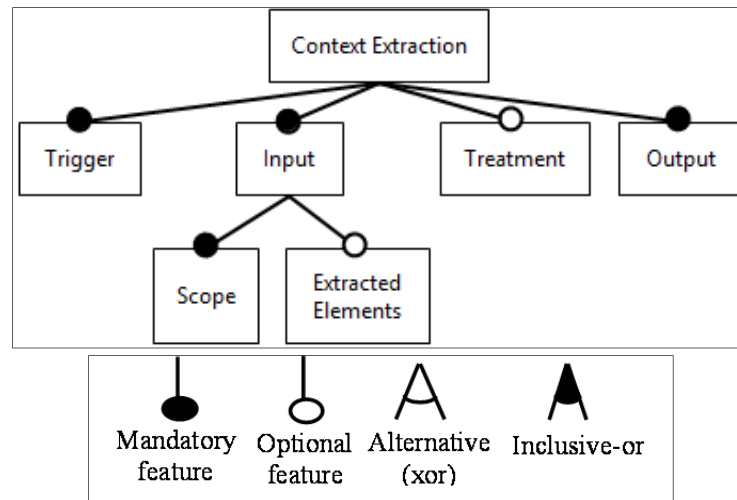 Context Extraction
Trigger
Input
Treatment
Output
Scope
Extracted
Elements
Mandatory
feature
Optional
feature
Alternative
(xor)
Inclusive-or